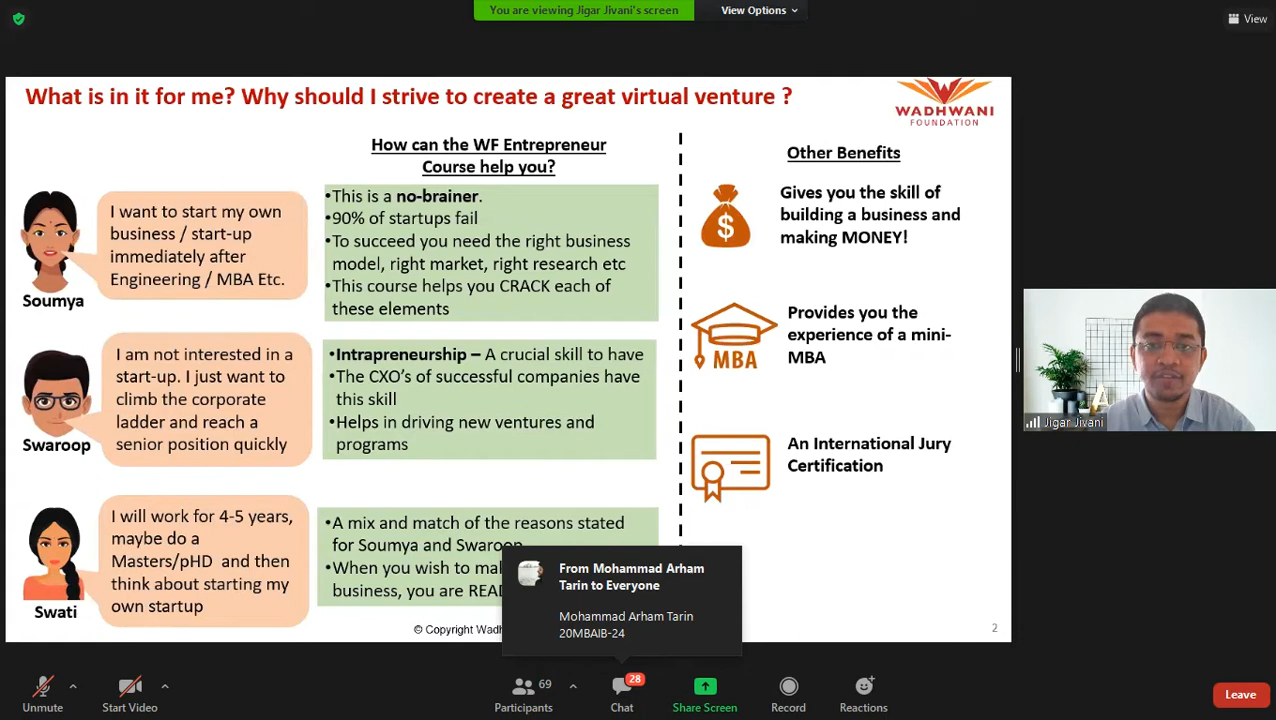 You are viewing Jigar Jivani's screen
View Options
View
What is in it for me? Why should I strive to create a great virtual venture ?
WADHWANI
FOUNDATION
How can the WF Entrepreneur
Course help you?
Other Benefits
Soumya
I want to start my own
business / start-up
immediately after
Engineering / MBA Etc.
•This is a no-brainer.
•90% of startups fail
•To succeed you need the right business
model, right market, right research etc
•This course helps you CRACK each of
these elements
Gives you the skill of
building a business and
making MONEY!
Swaroop
I am not interested in a
start-up. I just want to
climb the corporate
ladder and reach a
senior position quickly
•Intrapreneurship – A crucial skill to have
•The CXO's of successful companies have
this skill
•Helps in driving new ventures and
programs
MBA
Provides you the
experience of a mini-
MBA
Swati
I will work for 4-5 years,
maybe do a
Masters/pHD and then
think about starting my
own startup
•A mix and match of the reasons stated
for Soumya and Swaroop
•When you wish to
business, you are
An International Jury
Certification
© Copyright
2
Jigar Jivani
From Mohammad Arham
Tarin to Everyone
Mohammad Arham Tarin
20MBAIB-24
Unmute
Start Video
69
Participants
28
Chat
Share Screen
Record
Reactions
Leave